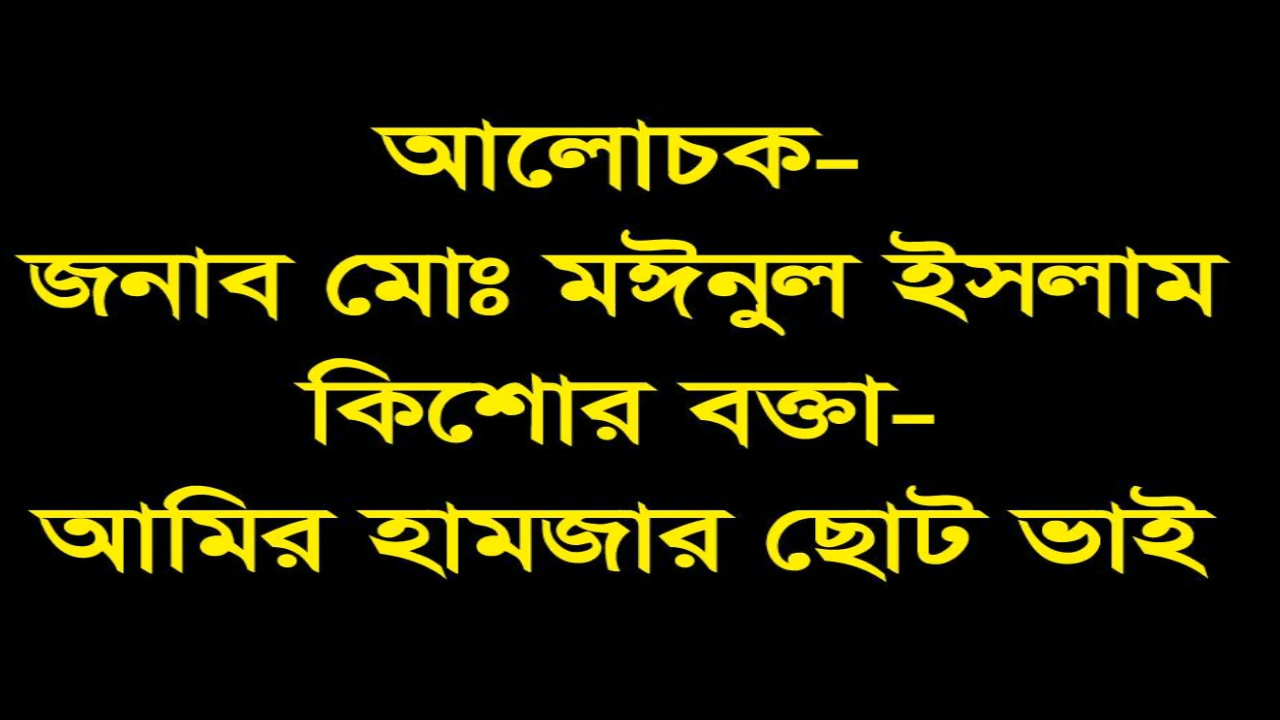 আলোচক-
জনাব মোঃ মঈনুল ইসলাম
কিশোর বক্তা-
আমির হামজার ছোট ভাই